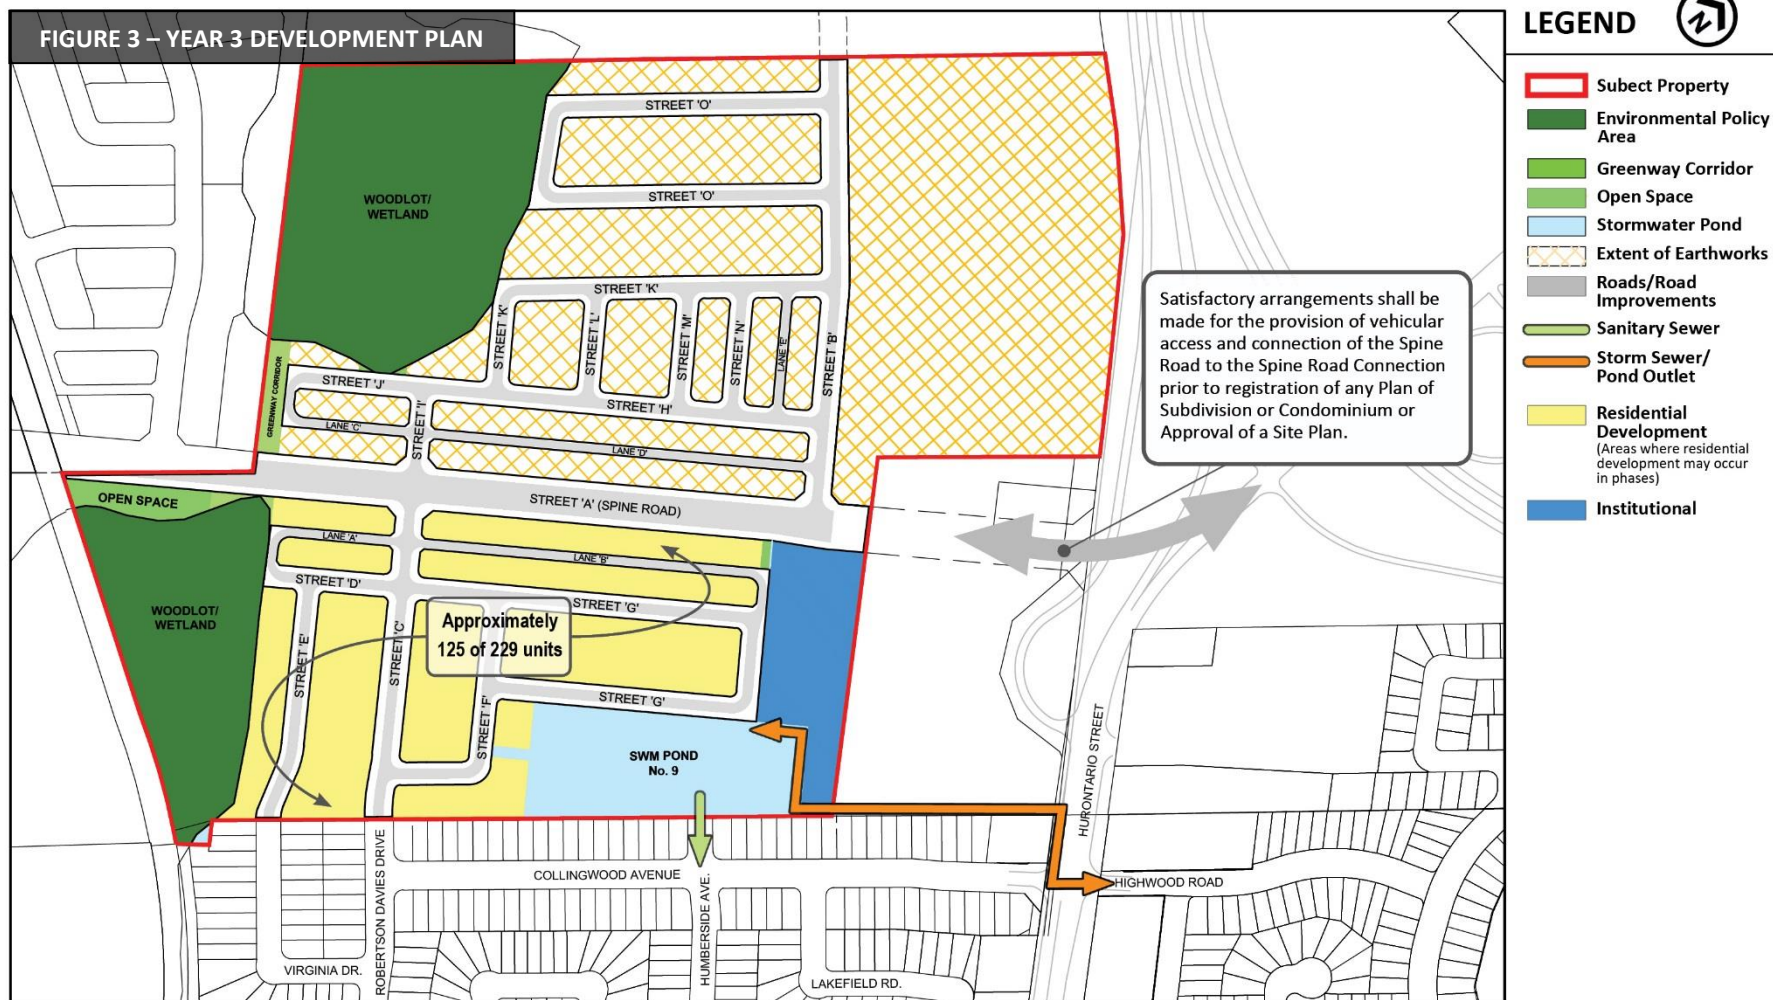 FIGURE 3 – YEAR 3 DEVELOPMENT PLAN
LEGEND
N
Subect Property
Environmental Policy
Area
Greenway Corridor
Open Space
Stormwater Pond
Extent of Earthworks
Roads/Road
Improvements
Sanitary Sewer
Storm Sewer/
Pond Outlet
Residential
Development
(Areas where residential
development may occur
in phases)
Institutional
STREET 'O'
WOODLOT/
WETLAND
STREET 'O'
STREET 'K'
STREET 'K'
STREET 'L'
STREET 'M'
STREET 'N'
LANE 'E'
STREET 'B'
Satisfactory arrangements shall be
made for the provision of vehicular
access and connection of the Spine
Road to the Spine Road Connection
prior to registration of any Plan of
Subdivision or Condominium or
Approval of a Site Plan.
GREENWAY CORRIDOR
STREET 'J'
STREET 'H'
STREET 'I'
LANE 'C'
LANE 'D'
OPEN SPACE
STREET 'A' (SPINE ROAD)
LANE 'A'
LANE 'B'
STREET 'D'
STREET 'G'
WOODLOT/
WETLAND
Approximately
125 of 229 units
STREET 'E'
STREET 'C'
STREET 'F'
STREET 'G'
SWM POND
No. 9
HURONTARIO STREET
COLLINGWOOD AVENUE
HIGHWOOD ROAD
ROBERTSON DAVIES DRIVE
HUMBERSIDE AVE.
VIRGINIA DR.
LAKEFIELD RD.